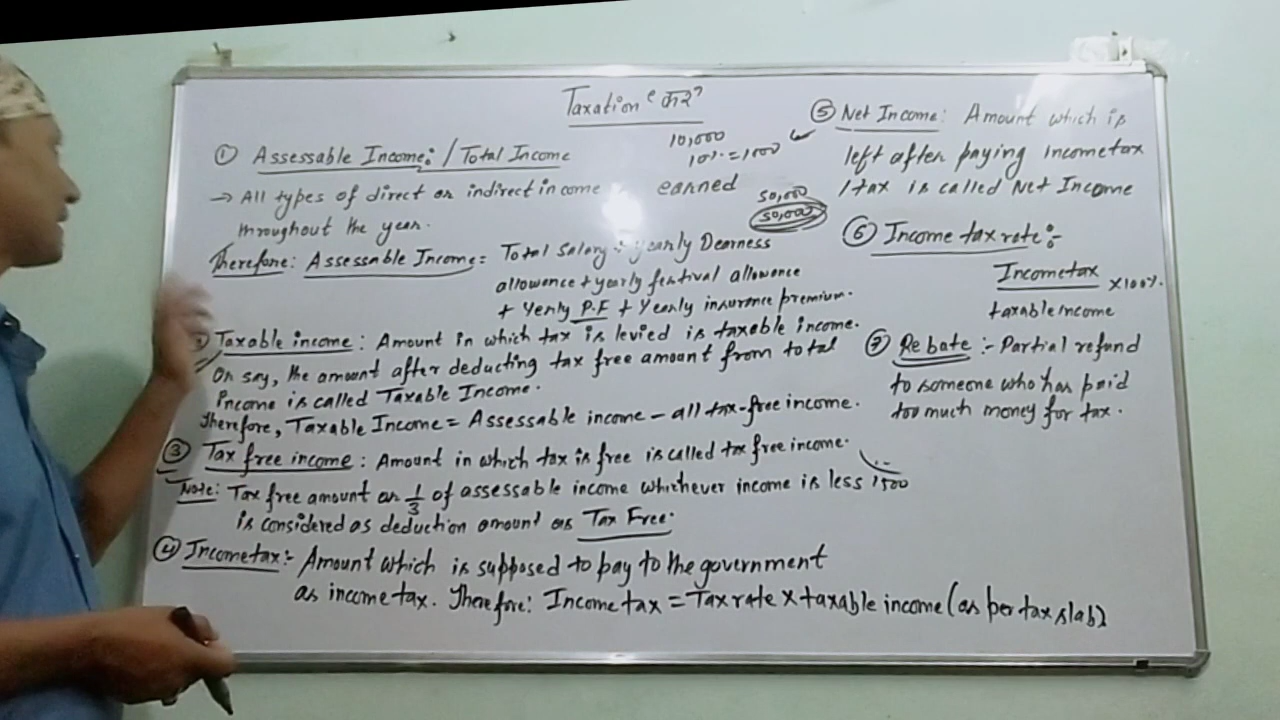 Taxation "कर"
① Assessable Income: / Total Income
→ All types of direct or indirect income earned
throughout the year.
Therefore: Assessable Income = Total Salary + yearly Dearness
allowance + yearly festival allowance
+ Yearly P.F + Yearly insurance premium.
Taxable income: Amount in which tax is levied is taxable income.
Or say, the amount after deducting tax free amount from total
income is called Taxable Income.
Therefore, Taxable Income = Assessable income - all tax-free income.
③ Tax free income: Amount in which tax is free is called tax free income.
Note: Tax free amount or 1/3 of assessable income whichever income is less
is considered as deduction amount as Tax Free.
④ Incometax:- Amount which is supposed to pay to the government
as income tax. Therefore: Income tax = Tax rate × taxable income (as per tax slab)
10,000
10% = 1000
50,000
50,000
1500
⑤ Net Income: Amount which is
left after paying incometax
/ tax is called Net Income
⑥ Income tax rate:-
Incometax
taxable income
×100%.
⑦ Rebate:- Partial refund
to someone who has paid
too much money for tax.